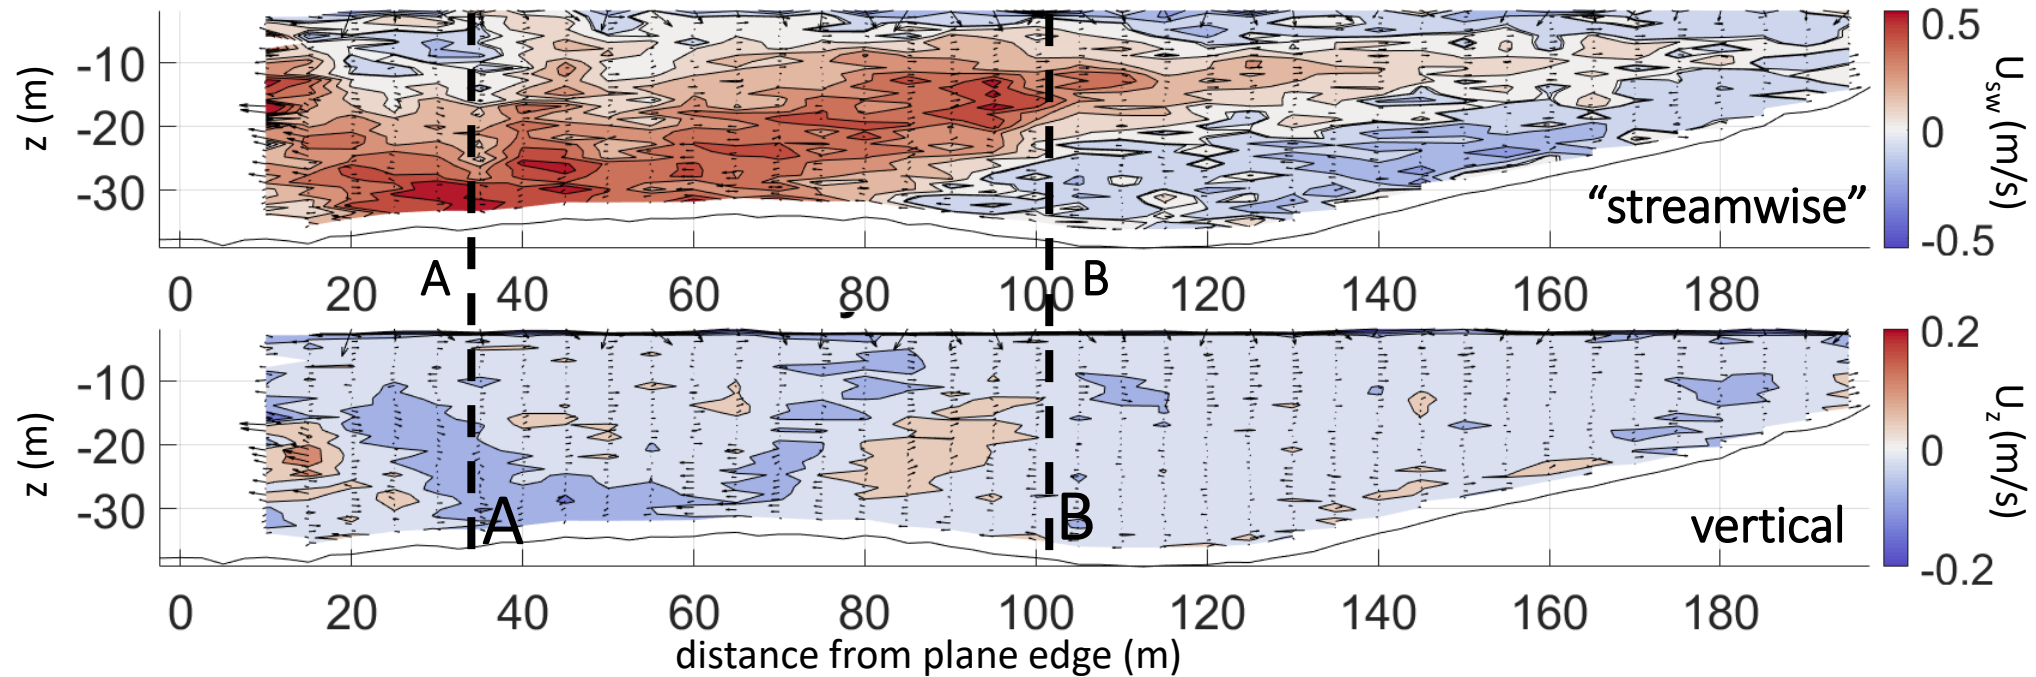 z (m)
-10
-20
-30
"streamwise"
0.5
0
-0.5
U_sw (m/s)
0 20 40 60 80 100 120 140 160 180
A
B
z (m)
-10
-20
-30
A
B
vertical
0.2
0
-0.2
U_z (m/s)
0 20 40 60 80 100 120 140 160 180
distance from plane edge (m)